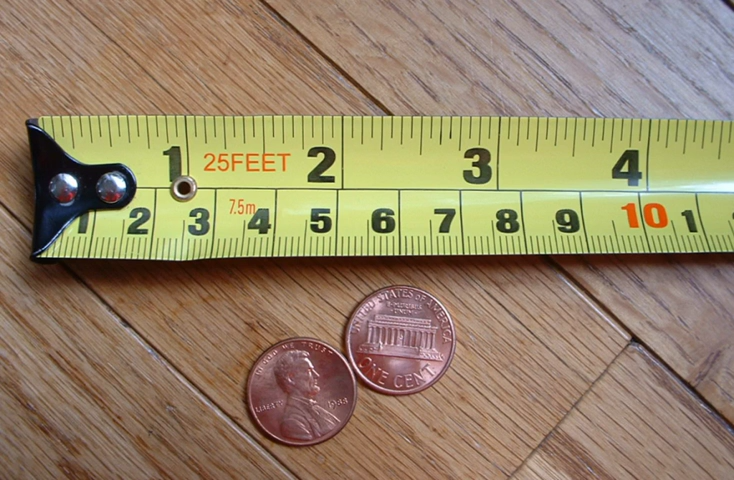 1 25FEET 2 3 4
1 2 3 7.5m 4 5 6 7 8 9 10 1
UNITED STATES of AMERICA
ONE CENT
IN GOD WE TRUST
LIBERTY